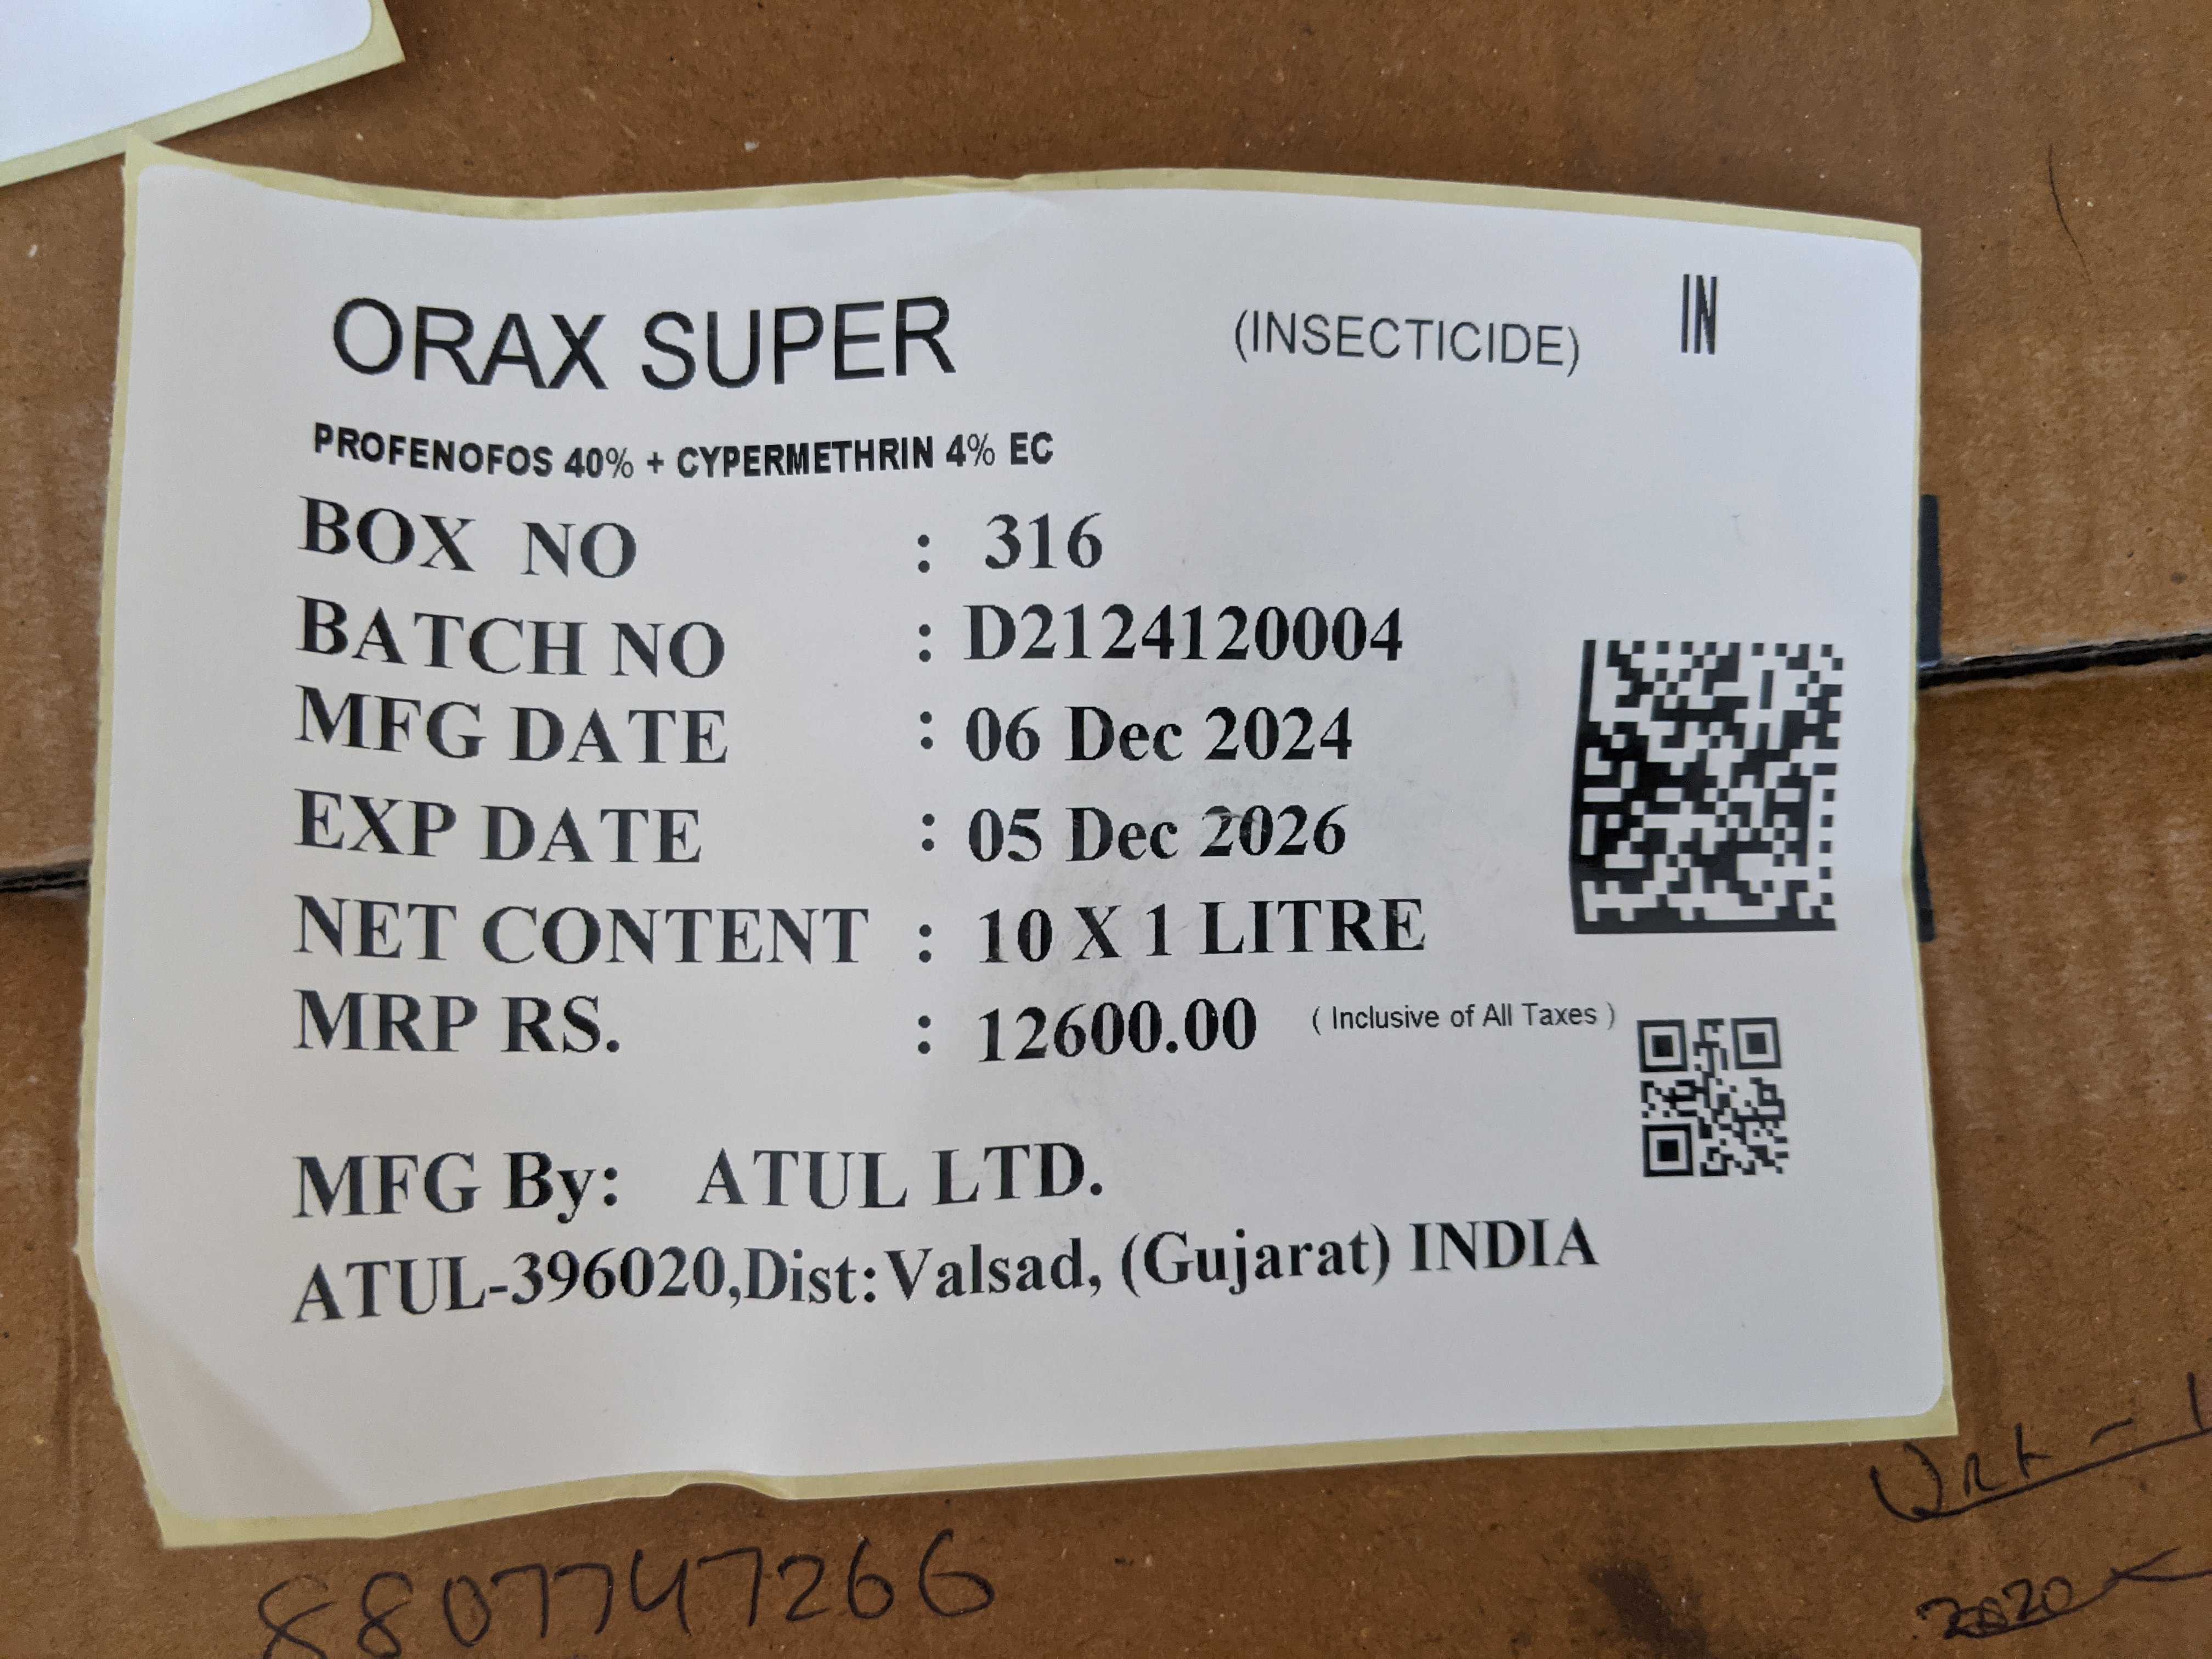 ORAX SUPER (INSECTICIDE) IN
PROFENOFOS 40% + CYPERMETHRIN 4% EC
BOX NO : 316
BATCH NO : D2124120004
MFG DATE : 06 Dec 2024
EXP DATE : 05 Dec 2026
NET CONTENT : 10 X 1 LITRE
MRP RS. : 12600.00 ( Inclusive of All Taxes )
MFG By: ATUL LTD.
ATUL-396020,Dist:Valsad, (Gujarat) INDIA
8807747266
2020